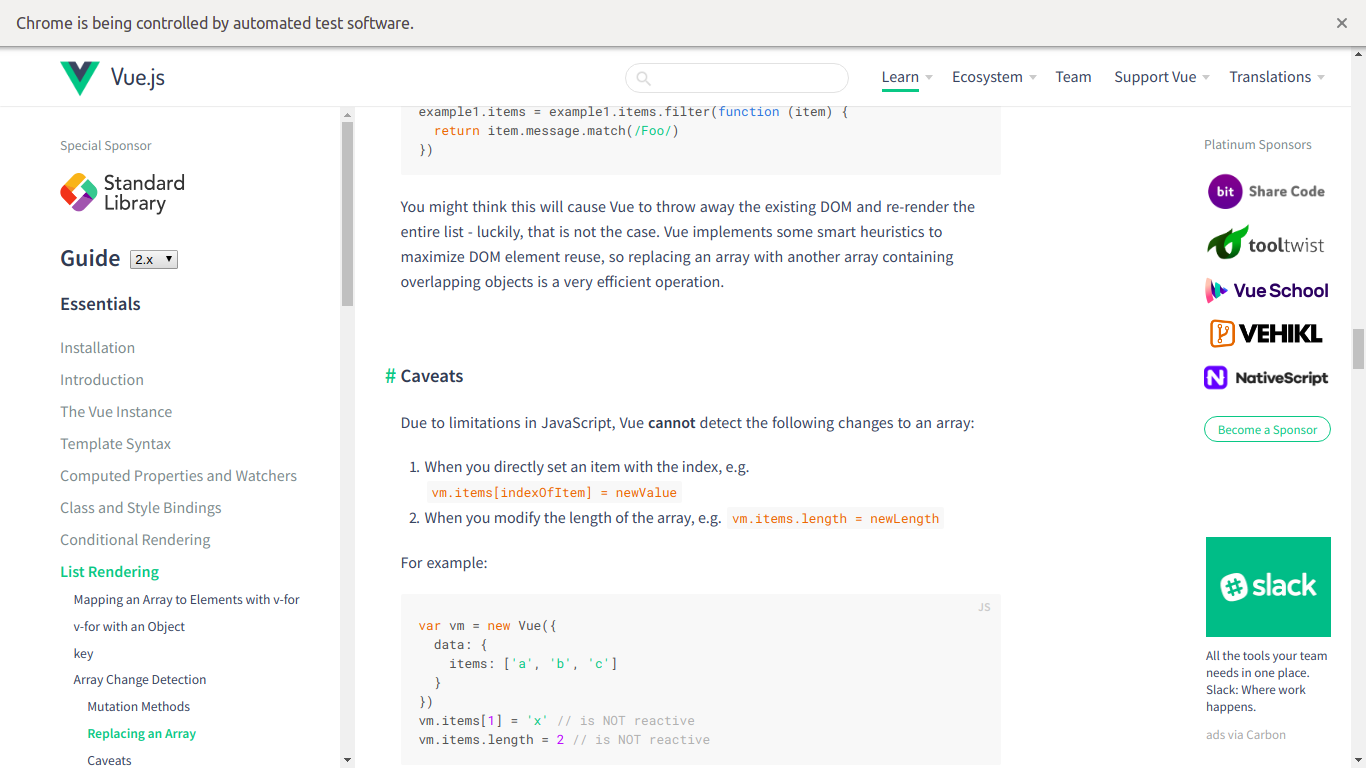 Chrome is being controlled by automated test software.
Vue.js
Learn
Ecosystem
Team
Support Vue
Translations
Special Sponsor
Standard
Library
Guide
2.x
Essentials
Installation
Introduction
The Vue Instance
Template Syntax
Computed Properties and Watchers
Class and Style Bindings
Conditional Rendering
List Rendering
Mapping an Array to Elements with v-for
v-for with an Object
key
Array Change Detection
Mutation Methods
Replacing an Array
Caveats
example1.items = example1.items.filter(function (item) {
return item.message.match(/Foo/)
})
You might think this will cause Vue to throw away the existing DOM and re-render the
entire list - luckily, that is not the case. Vue implements some smart heuristics to
maximize DOM element reuse, so replacing an array with another array containing
overlapping objects is a very efficient operation.
# Caveats
Due to limitations in JavaScript, Vue cannot detect the following changes to an array:
1. When you directly set an item with the index, e.g.
vm.items[indexOfItem] = newValue
2. When you modify the length of the array, e.g. vm.items.length = newLength
For example:
JS
var vm = new Vue({
data: {
items: ['a', 'b', 'c']
}
})
vm.items[1] = 'x' // is NOT reactive
vm.items.length = 2 // is NOT reactive
Platinum Sponsors
bit Share Code
tooltwist
Vue School
VEHIKL
N NativeScript
Become a Sponsor
slack
All the tools your team
needs in one place.
Slack: Where work
happens.
ads via Carbon